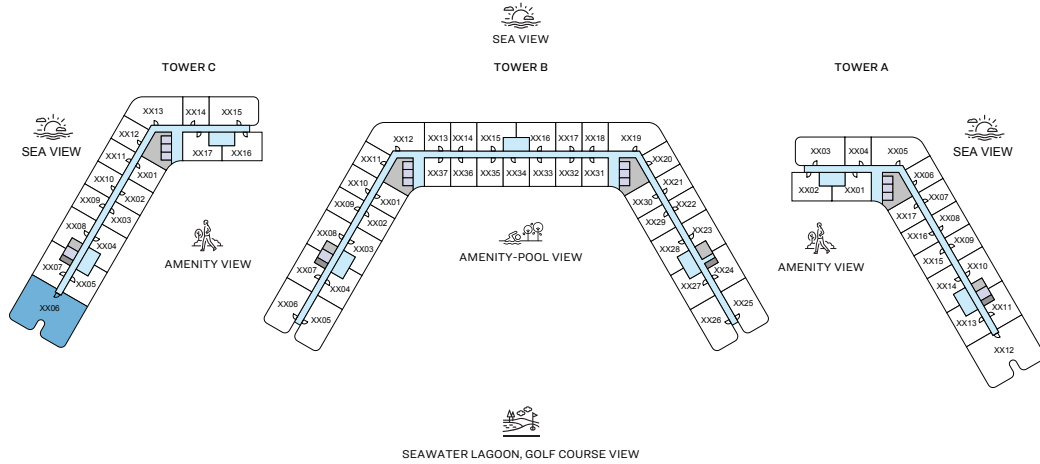 SEA VIEW
TOWER C
TOWER B
TOWER A
SEA VIEW
AMENITY VIEW
AMENITY-POOL VIEW
AMENITY VIEW
SEA VIEW
XX13
XX14
XX15
XX12
XX17
XX16
XX11
XX01
XX10
XX02
XX09
XX03
XX08
XX04
XX07
XX05
XX06
XX12
XX13
XX14
XX15
XX16
XX17
XX18
XX19
XX11
XX37
XX36
XX35
XX34
XX33
XX32
XX31
XX20
XX10
XX01
XX30
XX21
XX09
XX02
XX29
XX22
XX08
XX03
XX28
XX23
XX07
XX04
XX27
XX24
XX06
XX05
XX26
XX25
XX03
XX04
XX05
XX02
XX01
XX06
XX17
XX07
XX16
XX08
XX15
XX09
XX14
XX10
XX13
XX11
XX12
SEAWATER LAGOON, GOLF COURSE VIEW